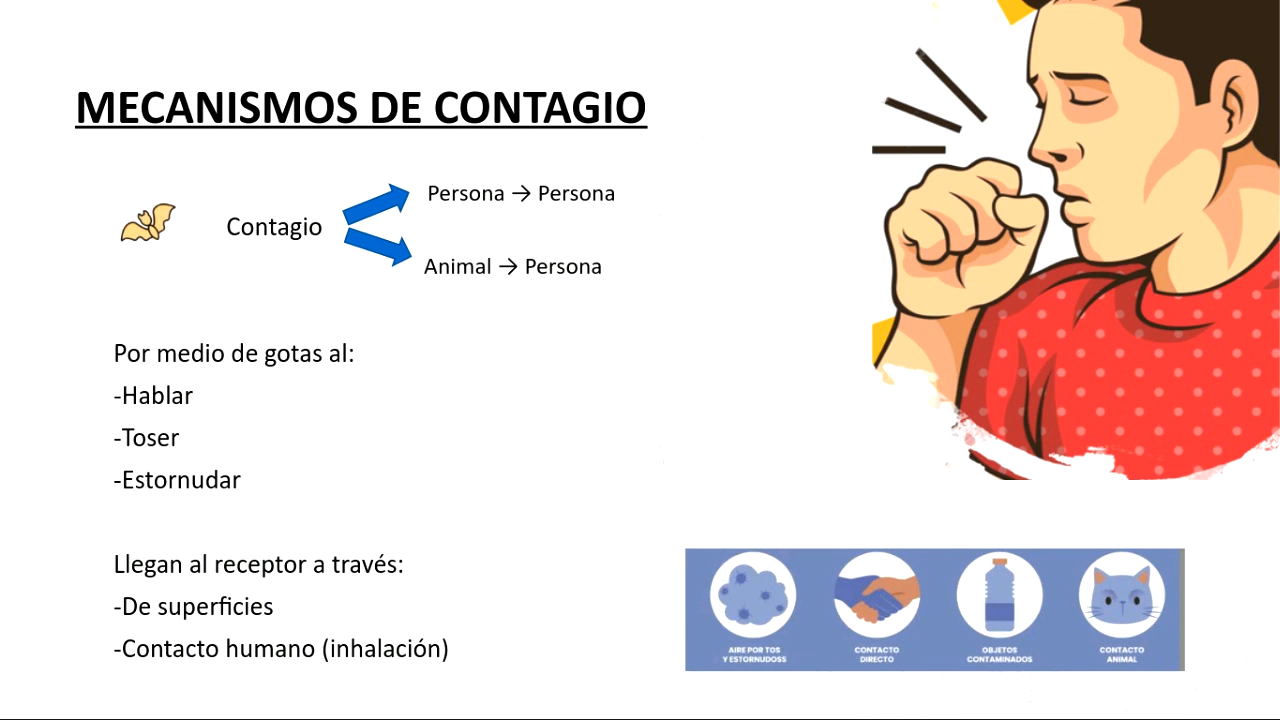 MECANISMOS DE CONTAGIO
Contagio
Persona → Persona
Animal → Persona
Por medio de gotas al:
-Hablar
-Toser
-Estornudar
Llegan al receptor a través:
-De superficies
-Contacto humano (inhalación)
AIRE POR TOS
Y ESTORNUDOSS
CONTACTO
DIRECTO
OBJETOS
CONTAMINADOS
CONTACTO
ANIMAL